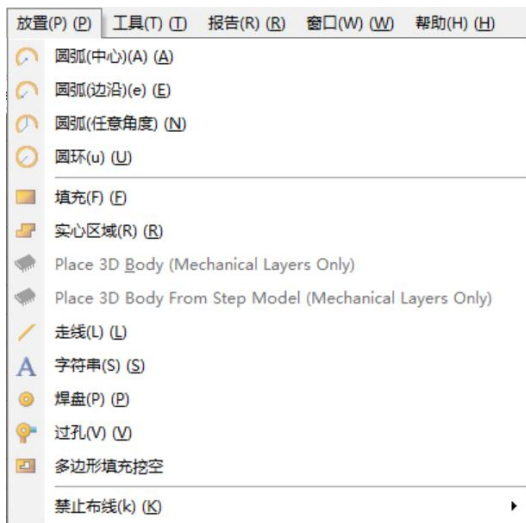 放置(P) (P) 工具(T) (T) 报告(R) (R) 窗口(W) (W) 帮助(H) (H)
圆弧(中心)(A) (A)
圆弧(边沿)(e) (E)
圆弧(任意角度) (N)
圆环(u) (U)
填充(F) (F)
实心区域(R) (R)
Place 3D Body (Mechanical Layers Only)
Place 3D Body From Step Model (Mechanical Layers Only)
走线(L) (L)
字符串(S) (S)
焊盘(P) (P)
过孔(V) (V)
多边形填充挖空
禁止布线(k) (K)